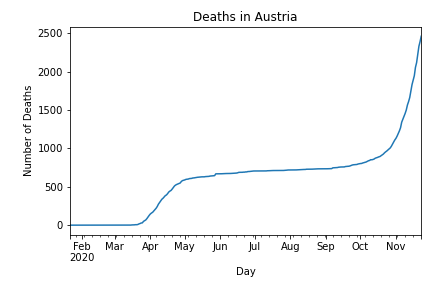 Deaths in Austria
Number of Deaths
2500
2000
1500
1000
500
0
Feb Mar Apr May Jun Jul Aug Sep Oct Nov
2020
Day